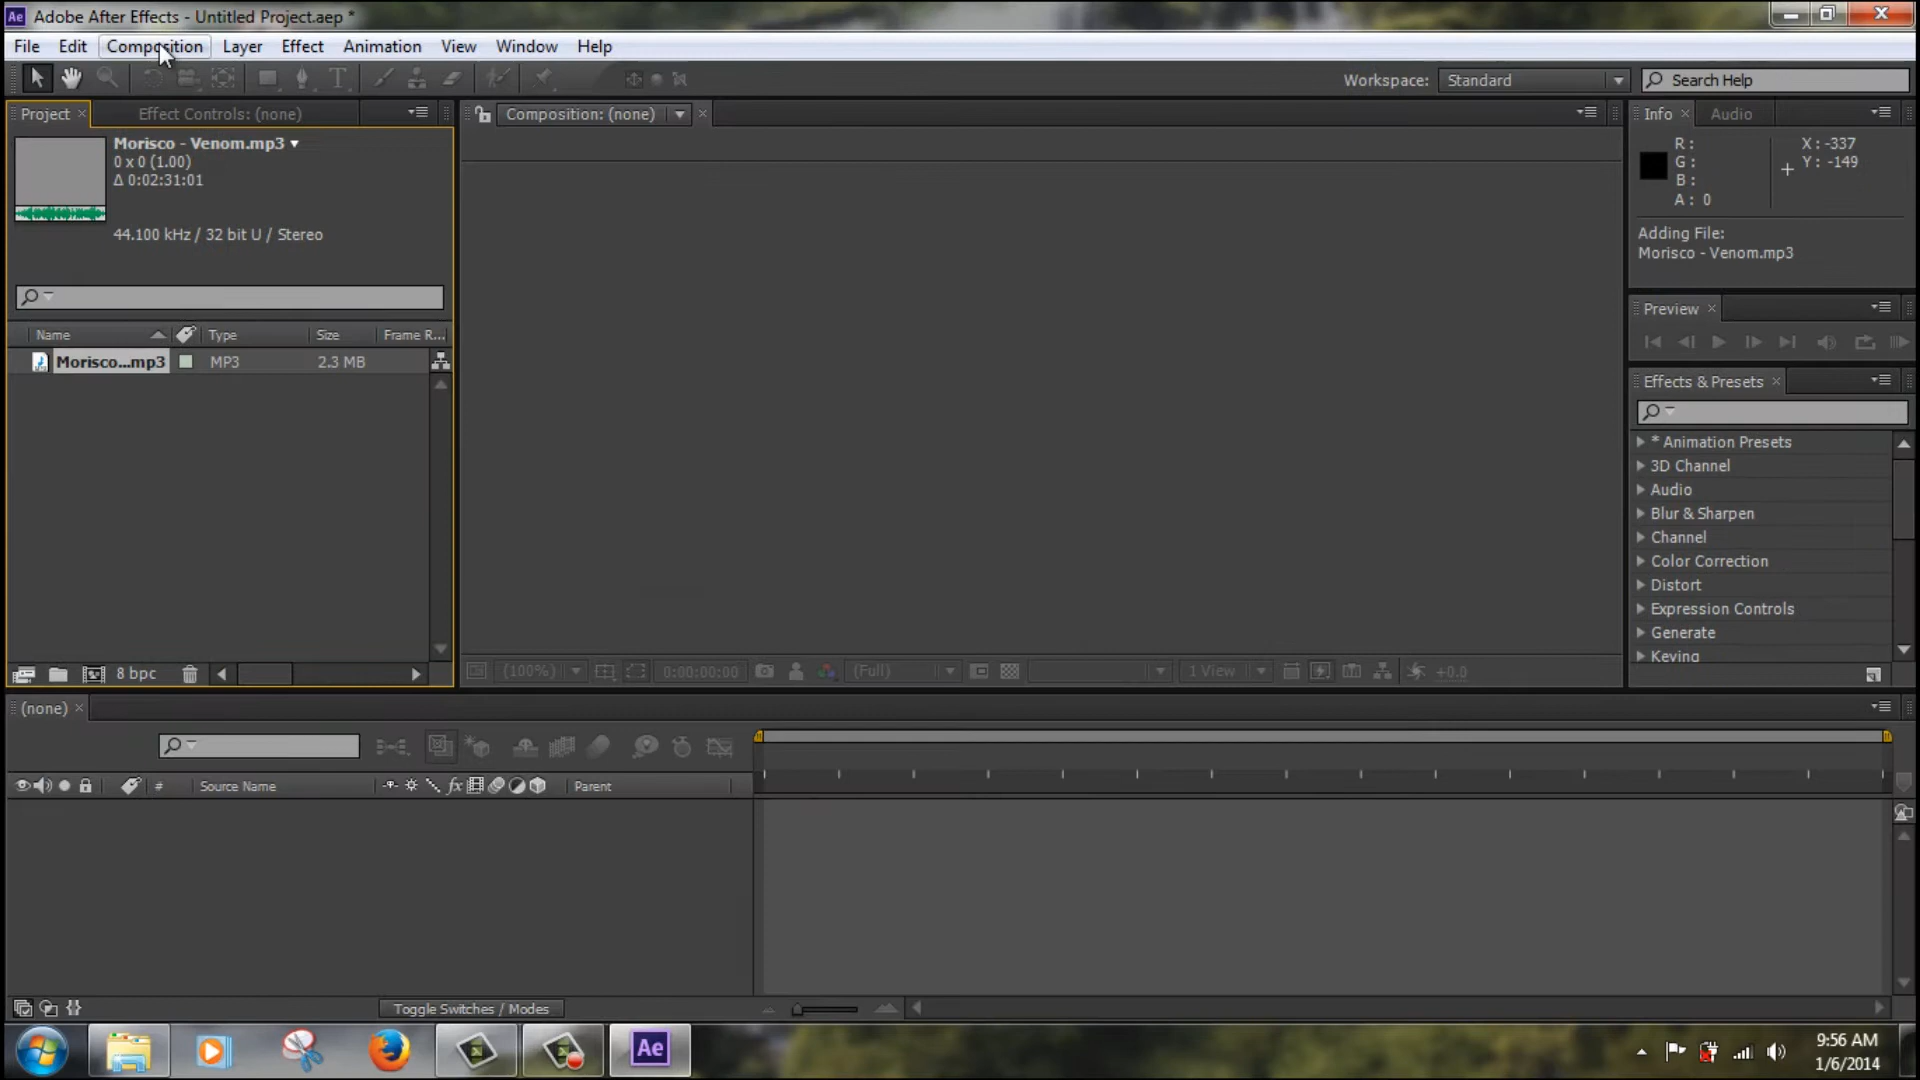 Ae Adobe After Effects - Untitled Project.aep *
File Edit Composition Layer Effect Animation View Window Help
Workspace: Standard Search Help
Project Effect Controls: (none) Composition: (none) Info Audio
Morisco - Venom.mp3
0 x 0 (1.00)
Δ 0:02:31:01
44.100 kHz / 32 bit U / Stereo
R :
G :
B :
A : 0
X : -337
Y : -149
Adding File:
Morisco - Venom.mp3
Preview
Name Type Size Frame R...
Morisco...mp3 MP3 2.3 MB
Effects & Presets
* Animation Presets
3D Channel
Audio
Blur & Sharpen
Channel
Color Correction
Distort
Expression Controls
Generate
Keying
8 bpc
(100%) 0:00:00:00 (Full) 1 View +0.0
(none)
# Source Name fx Parent
Toggle Switches / Modes
Ae
9:56 AM
1/6/2014